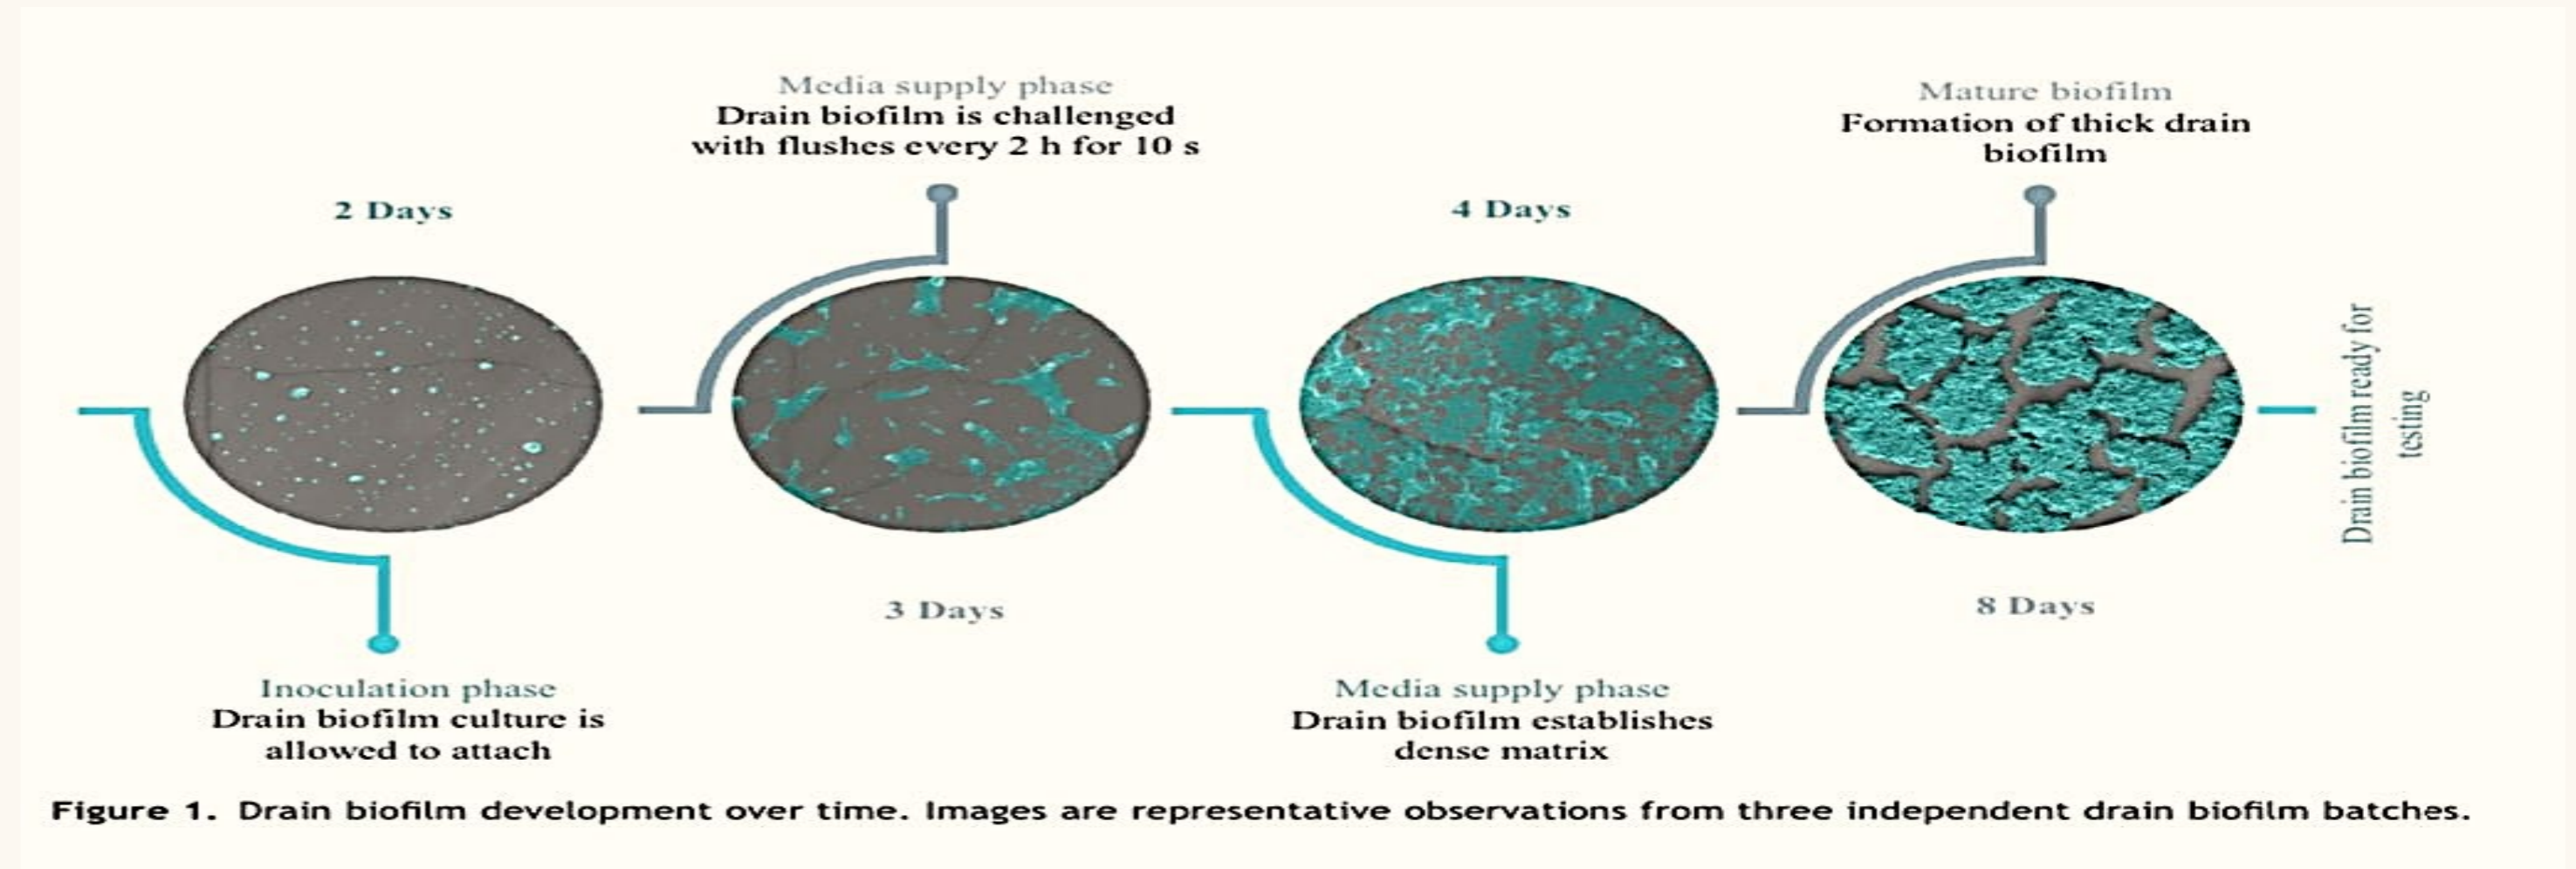 2 Days
Inoculation phase
Drain biofilm culture is
allowed to attach
Media supply phase
Drain biofilm is challenged
with flushes every 2 h for 10 s
3 Days
4 Days
Media supply phase
Drain biofilm establishes
dense matrix
Mature biofilm
Formation of thick drain
biofilm
8 Days
Drain biofilm ready for
testing
Figure 1. Drain biofilm development over time. Images are representative observations from three independent drain biofilm batches.